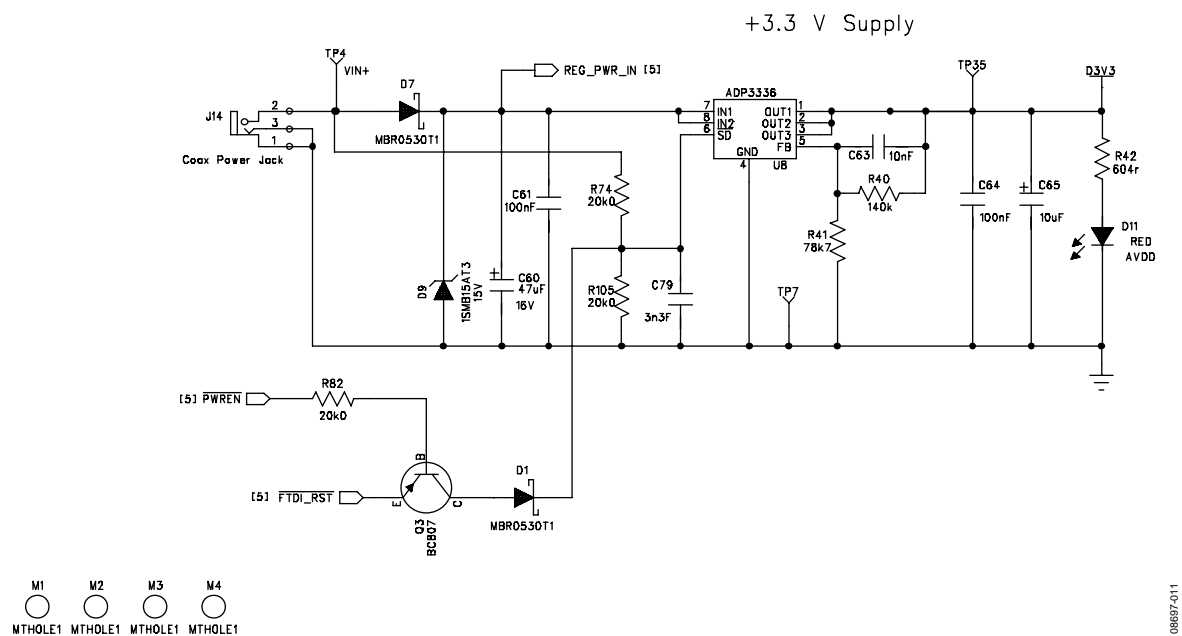 +3.3 V Supply
TP4
VIN+
REG_PWR_IN [5]
TP35
D3V3
D7
ADP3336
J14
2
3
1
7
8
6
IN1
IN2
SD
OUT1
OUT2
OUT3
FB
1
2
3
5
MBR0530T1
GND
4
U8
C63
10nF
R42
604r
Coax Power Jack
C61
100nF
R74
20k0
R40
140k
C64
100nF
C65
10uF
+
R41
78k7
D11
RED
AVDD
D9
1SMB15AT3
15V
+
C60
47uF
16V
R105
20k0
C79
3n3F
TP7
[5] PWREN
R82
20k0
B
D1
[5] FTDI_RST
E
C
Q3
BC807
MBR0530T1
M1
M2
M3
M4
MTHOLE1
MTHOLE1
MTHOLE1
MTHOLE1
08697-011